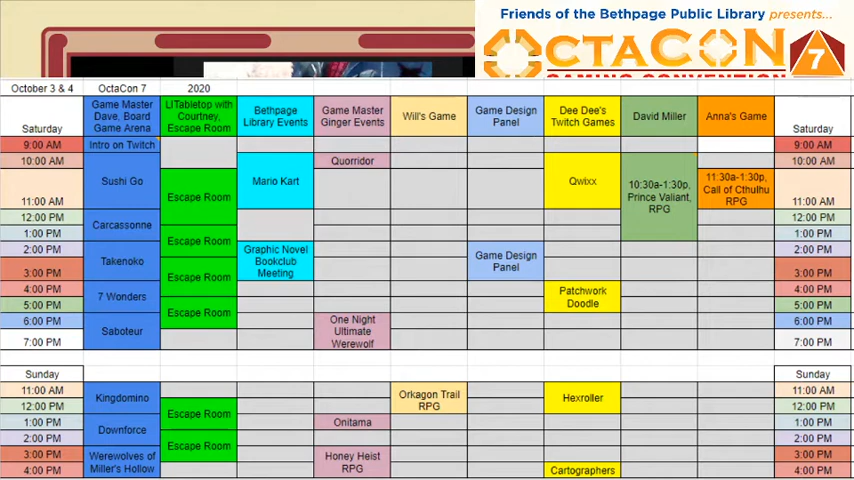 Friends of the Bethpage Public Library presents...
OCTACON 7
GAMING CONVENTION
October 3 & 4
OctaCon 7
2020
Saturday
Game Master
Dave, Board
Game Arena
LITabletop with
Courtney,
Escape Room
Bethpage
Library Events
Game Master
Ginger Events
Will's Game
Game Design
Panel
Dee Dee's
Twitch Games
David Miller
Anna's Game
Saturday
9:00 AM
Intro on Twitch
9:00 AM
10:00 AM
Quorridor
10:00 AM
Sushi Go
Escape Room
Mario Kart
Qwixx
10:30a-1:30p,
Prince Valiant,
RPG
11:30a-1:30p,
Call of Cthulhu
RPG
11:00 AM
11:00 AM
12:00 PM
12:00 PM
Carcassonne
1:00 PM
1:00 PM
Escape Room
2:00 PM
2:00 PM
Takenoko
Graphic Novel
Bookclub
Meeting
Game Design
Panel
3:00 PM
Escape Room
3:00 PM
4:00 PM
4:00 PM
7 Wonders
Patchwork
Doodle
5:00 PM
Escape Room
5:00 PM
6:00 PM
6:00 PM
Saboteur
One Night
Ultimate
Werewolf
7:00 PM
7:00 PM
Sunday
Sunday
11:00 AM
11:00 AM
Kingdomino
Orkagon Trail
RPG
Hexroller
12:00 PM
12:00 PM
Escape Room
1:00 PM
Onitama
1:00 PM
Downforce
2:00 PM
2:00 PM
Escape Room
3:00 PM
3:00 PM
Werewolves of
Miller's Hollow
Honey Heist
RPG
4:00 PM
Cartographers
4:00 PM